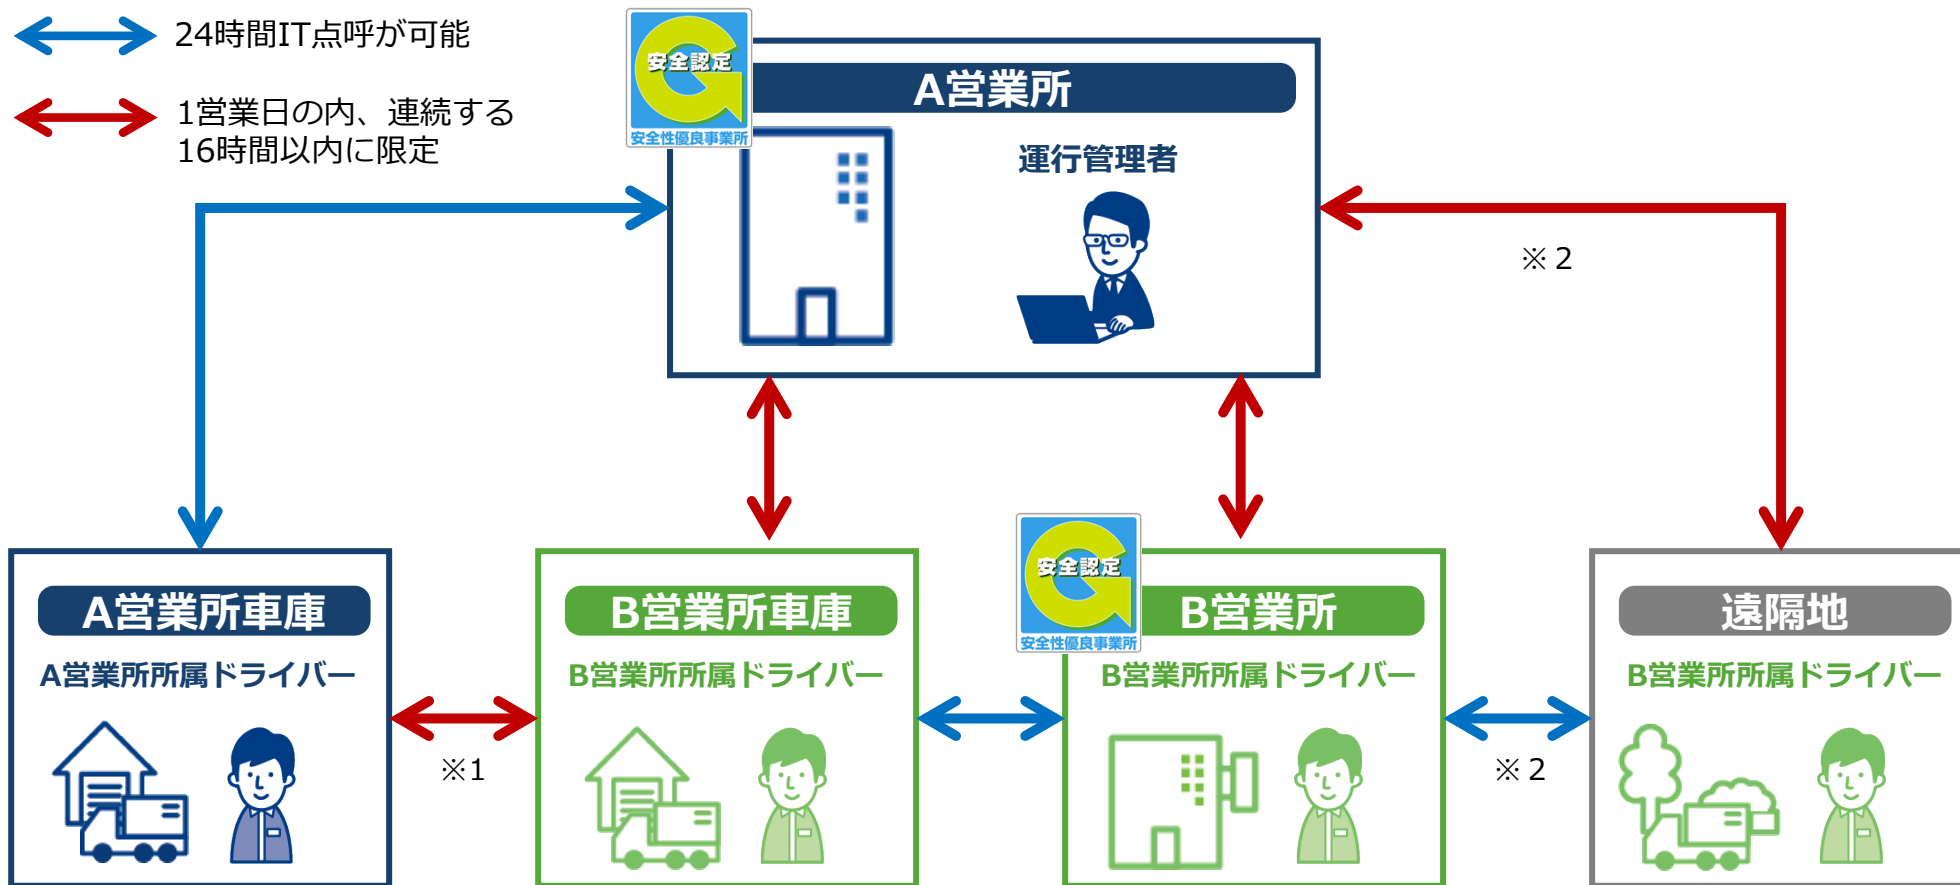 24時間IT点呼が可能
1営業日の内、連続する
16時間以内に限定
安全認定
安全性優良事業所
A営業所
運行管理者
※２
A営業所車庫
A営業所所属ドライバー
※1
B営業所車庫
B営業所所属ドライバー
安全認定
安全性優良事業所
B営業所
B営業所所属ドライバー
※２
遠隔地
B営業所所属ドライバー